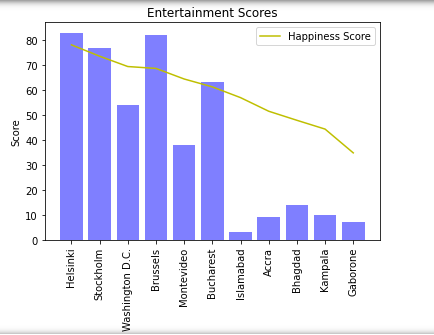 Entertainment Scores
Happiness Score
Score
80
70
60
50
40
30
20
10
0
Helsinki
Stockholm
Washington D.C.
Brussels
Montevideo
Bucharest
Islamabad
Accra
Bhagdad
Kampala
Gaborone